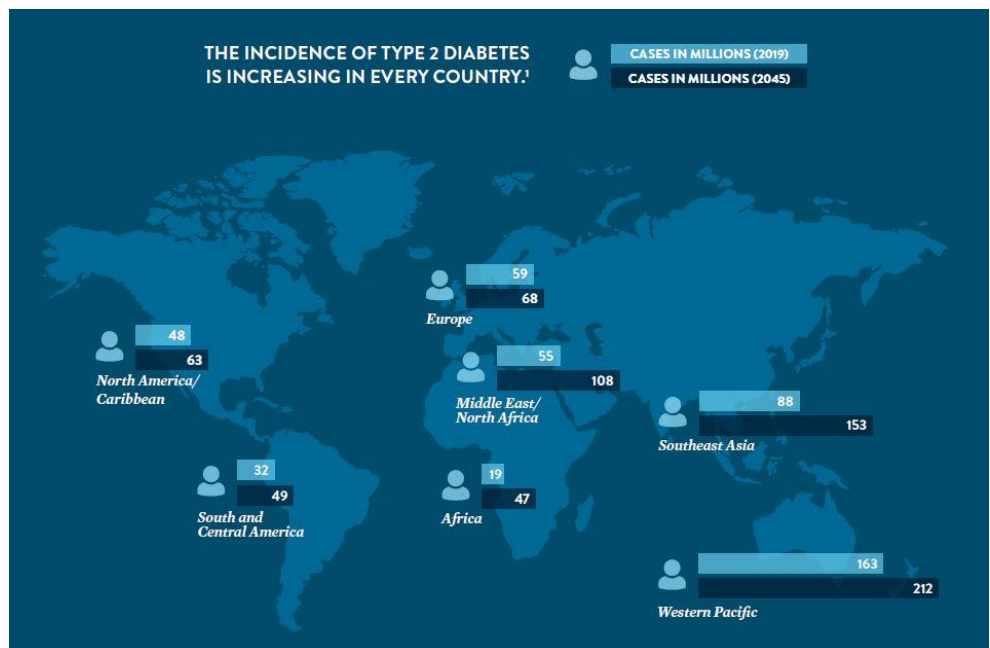 THE INCIDENCE OF TYPE 2 DIABETES
IS INCREASING IN EVERY COUNTRY.¹
CASES IN MILLIONS (2019)
CASES IN MILLIONS (2045)
59
68
Europe
48
63
North America/
Caribbean
55
108
Middle East/
North Africa
88
153
Southeast Asia
32
49
South and
Central America
19
47
Africa
163
212
Western Pacific